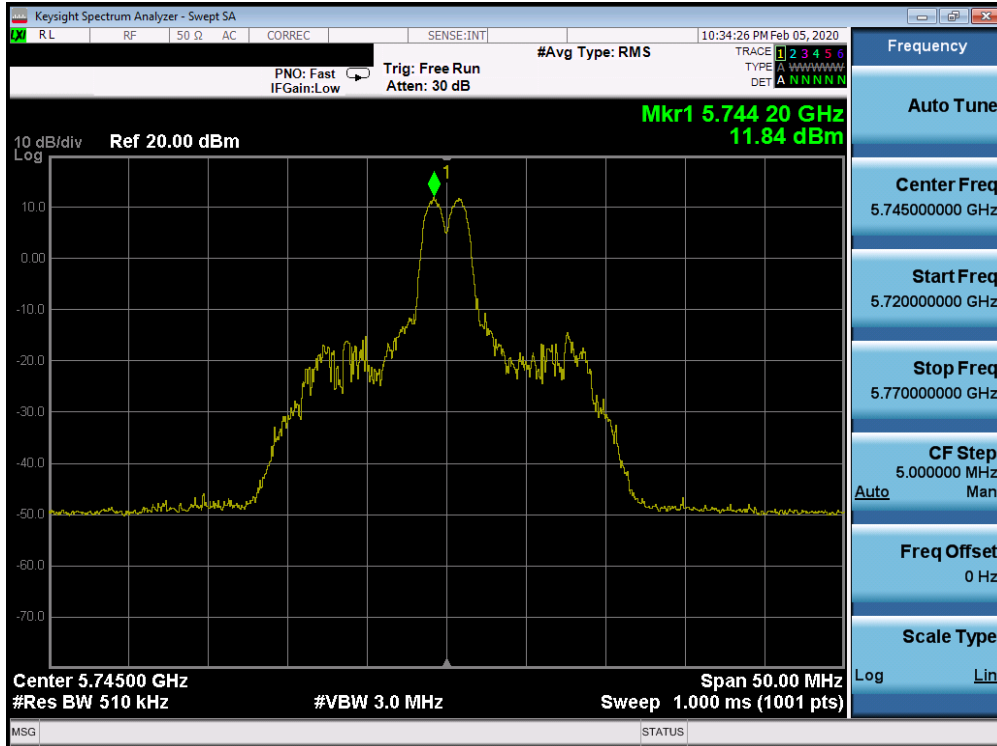 Keysight Spectrum Analyzer - Swept SA
LXI RL RF 50 Ω AC CORREC SENSE:INT 10:34:26 PM Feb 05, 2020
#Avg Type: RMS
TRACE 1 2 3 4 5 6
TYPE A WWWWW
DET A N N N N N
PNO: Fast
IFGain:Low
Trig: Free Run
Atten: 30 dB
Mkr1 5.744 20 GHz
11.84 dBm
10 dB/div
Log
Ref 20.00 dBm
1
10.0
0.00
-10.0
-20.0
-30.0
-40.0
-50.0
-60.0
-70.0
Center 5.74500 GHz
Span 50.00 MHz
#Res BW 510 kHz
#VBW 3.0 MHz
Sweep 1.000 ms (1001 pts)
MSG
STATUS
Frequency
Auto Tune
Center Freq
5.745000000 GHz
Start Freq
5.720000000 GHz
Stop Freq
5.770000000 GHz
CF Step
5.000000 MHz
Auto Man
Freq Offset
0 Hz
Scale Type
Log Lin